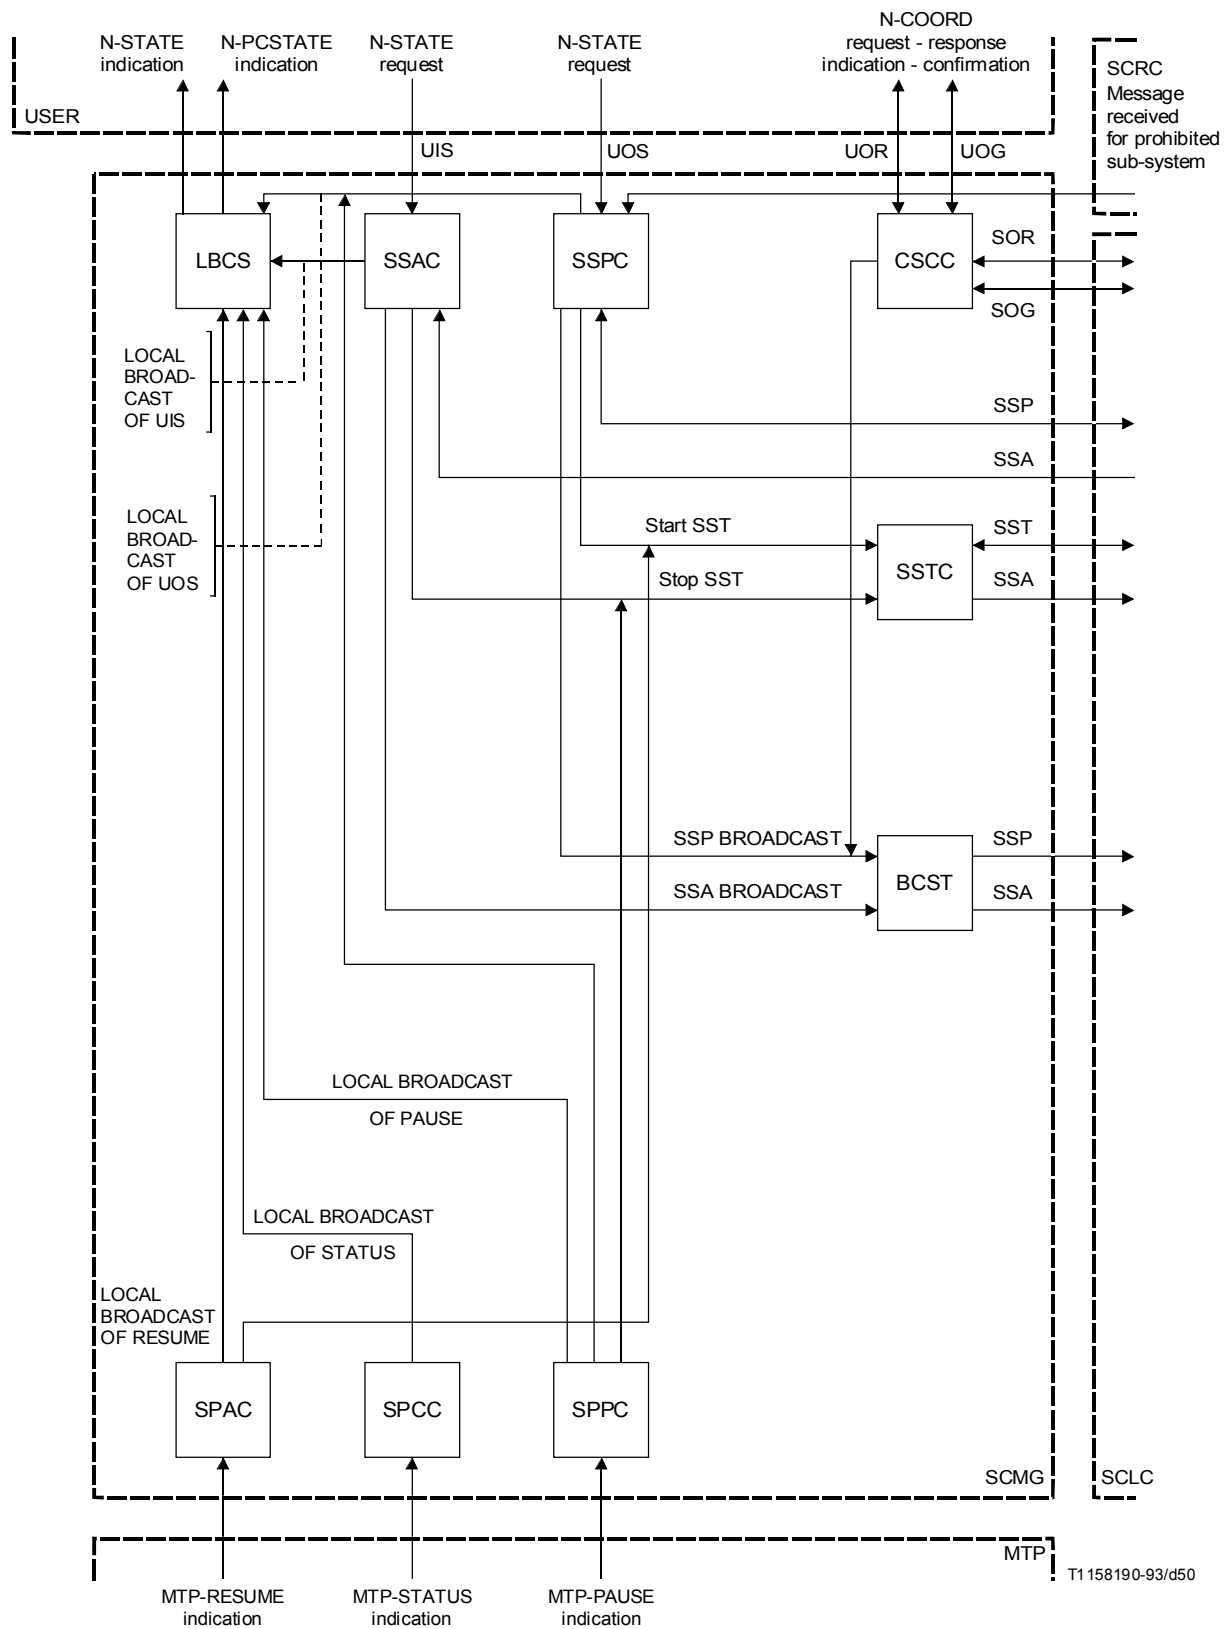 N-COORD
N-STATE
indication
N-PCSTATE
indication
N-STATE
request
N-STATE
request
request - response
indication - confirmation
USER
SCRC
Message
received
for prohibited
sub-system
UIS
UOS
UOR
UOG
LBCS
SSAC
SSPC
CSCC
SOR
SOG
LOCAL
BROAD-
CAST
OF UIS
SSP
SSA
LOCAL
BROAD-
CAST
OF UOS
Start SST
Stop SST
SSTC
SST
SSA
SSP BROADCAST
SSA BROADCAST
BCST
SSP
SSA
LOCAL BROADCAST
OF PAUSE
LOCAL BROADCAST
OF STATUS
LOCAL
BROADCAST
OF RESUME
SPAC
SPCC
SPPC
SCMG
SCLC
MTP
T1158190-93/d50
MTP-RESUME
indication
MTP-STATUS
indication
MTP-PAUSE
indication